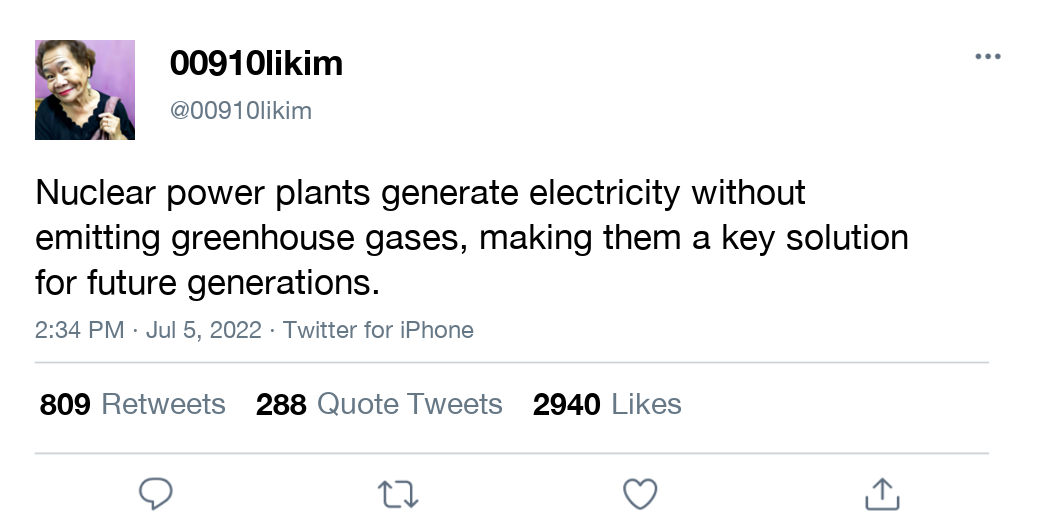 00910likim
@00910likim
Nuclear power plants generate electricity without
emitting greenhouse gases, making them a key solution
for future generations.
2:34 PM · Jul 5, 2022 · Twitter for iPhone
809 Retweets 288 Quote Tweets 2940 Likes